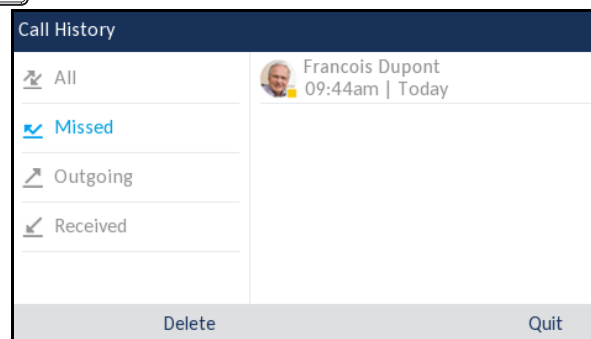 Call History
All
Missed
Outgoing
Received
Francois Dupont
09:44am | Today
Delete
Quit